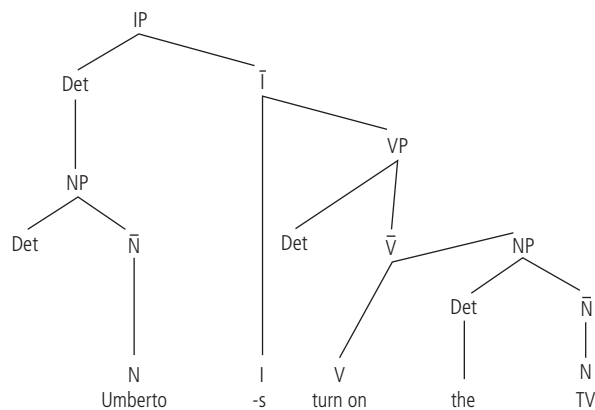 IP
Det Ī
NP VP
Det N̄ Det V̄ NP
Det N̄
N I V N
Umberto -s turn on the TV